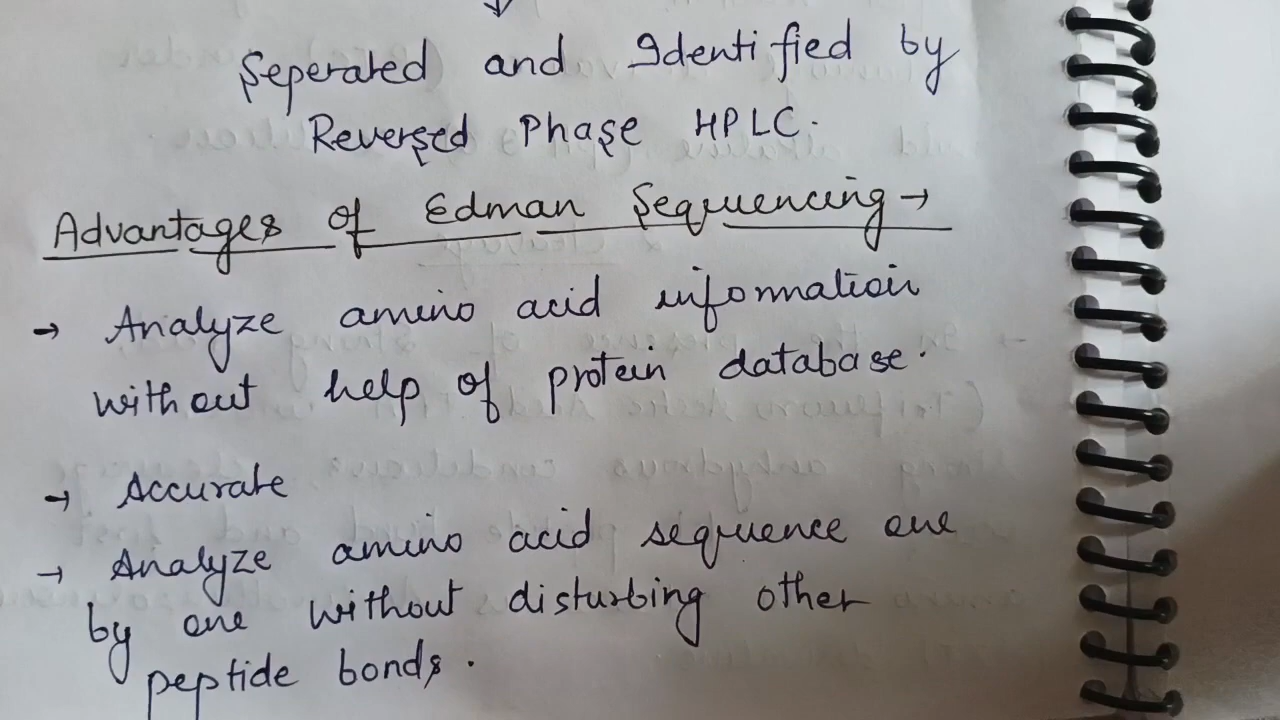 Seperated and Identified by
Reversed Phase HPLC.
Advantages of Edman Sequencing →
→ Analyze amino acid information
without help of protein database.
→ Accurate
→ Analyze amino acid sequence one
by one without disturbing other
peptide bonds.